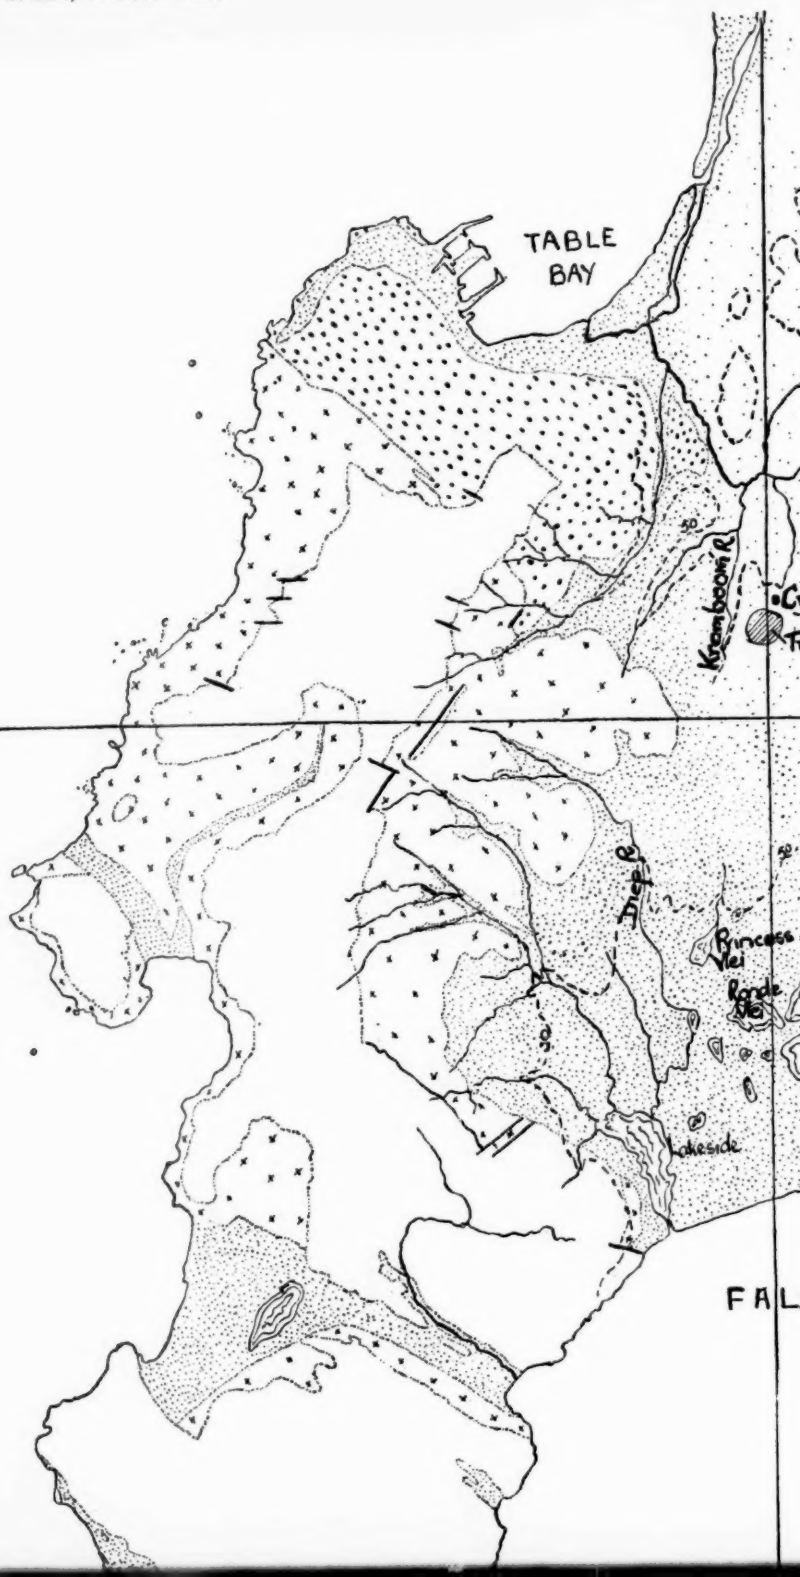 TABLE
BAY
50
Kromboom R.
50
Diep R.
Princess
Vlei
Ronde
Vlei
50
Lakeside
FAL